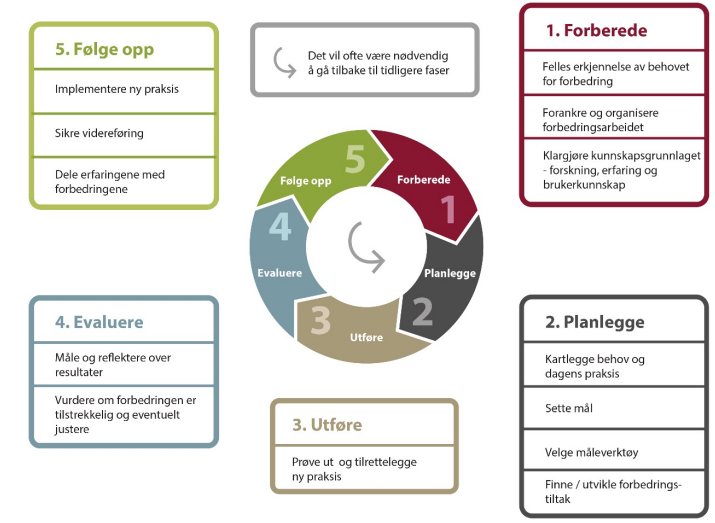 5. Følge opp
Implementere ny praksis
Sikre videreføring
Dele erfaringene med
forbedringene
Det vil ofte være nødvendig
å gå tilbake til tidligere faser
1. Forberede
Felles erkjennelse av behovet
for forbedring
Forankre og organisere
forbedringsarbeidet
Klargjøre kunnskapsgrunnlaget
- forskning, erfaring og
brukerkunnskap
5
Følge opp
Forberede
1
4
Evaluere
Planlegge
2
3
Utføre
4. Evaluere
Måle og reflektere over
resultater
Vurdere om forbedringen er
tilstrekkelig og eventuelt
justere
3. Utføre
Prøve ut og tilrettelegge
ny praksis
2. Planlegge
Kartlegge behov og
dagens praksis
Sette mål
Velge måleverktøy
Finne / utvikle forbedrings-
tiltak